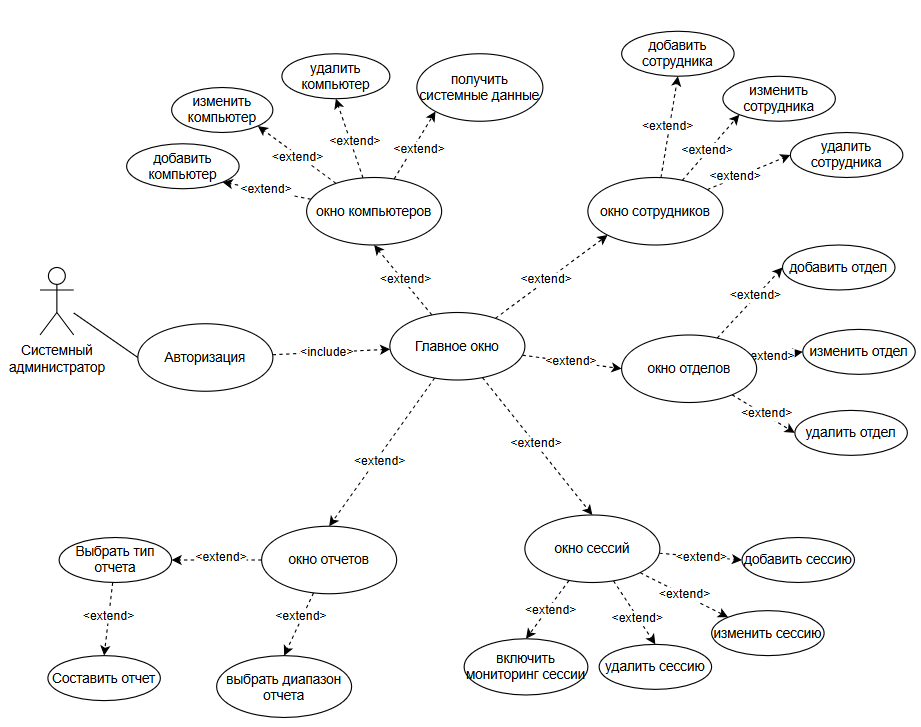 добавить
сотрудника
удалить
компьютер
получить
системные данные
изменить
сотрудника
изменить
компьютер
<extend>
<extend>
<extend>
<extend>
<extend>
удалить
сотрудника
добавить
компьютер
<extend>
<extend>
<extend>
окно компьютеров
окно сотрудников
<extend>
<extend>
добавить отдел
<extend>
Системный
администратор
Авторизация
<include>
Главное окно
<extend>
окно отделов
<extend>
изменить отдел
<extend>
удалить отдел
<extend>
<extend>
окно сессий
Выбрать тип
отчета
<extend>
окно отчетов
<extend>
добавить сессию
<extend>
<extend>
<extend>
<extend>
<extend>
изменить сессию
включить
мониторинг сессии
удалить сессию
Составить отчет
выбрать диапазон
отчета